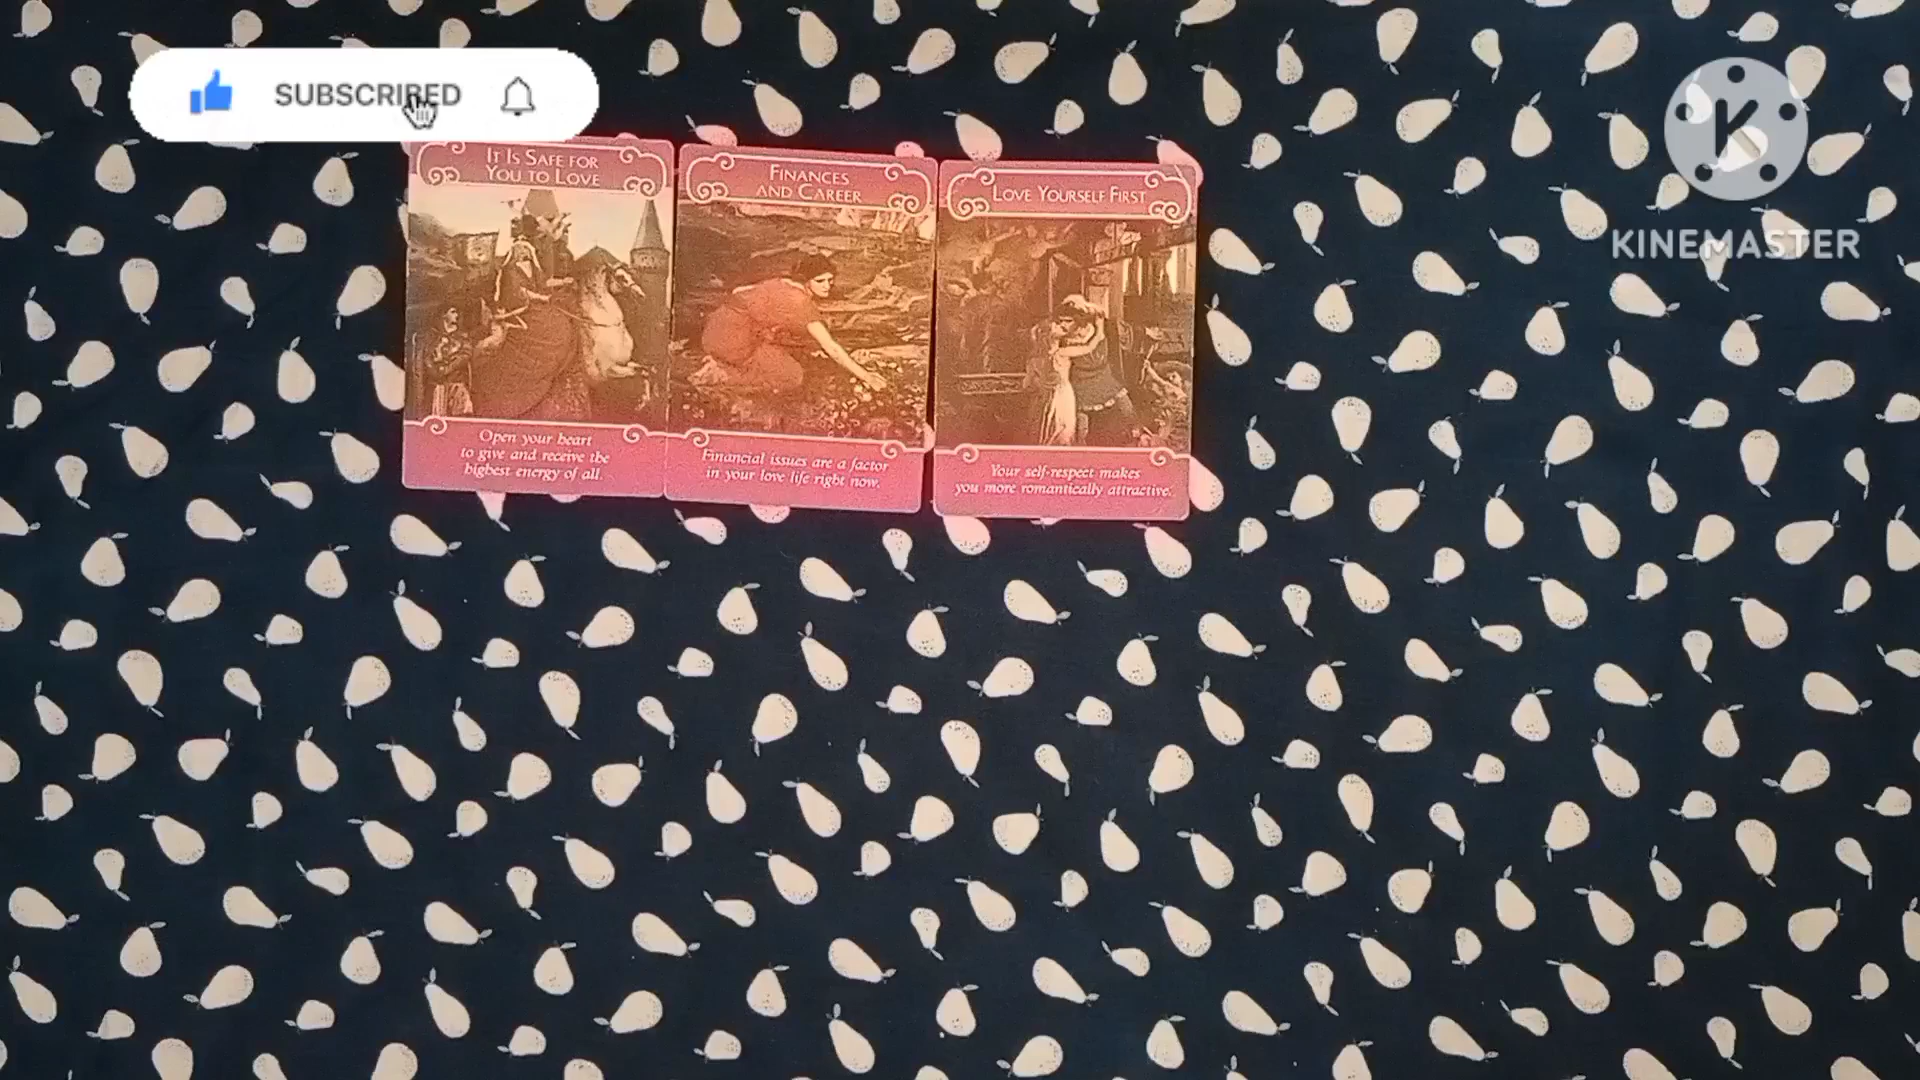 SUBSCRIBED
K
KINEMASTER
IT IS SAFE FOR
YOU TO LOVE
Open your heart
to give and receive the
highest energy of all.
FINANCES
AND CAREER
Financial issues are a factor
in your love life right now.
LOVE YOURSELF FIRST
Your self-respect makes
you more romantically attractive.